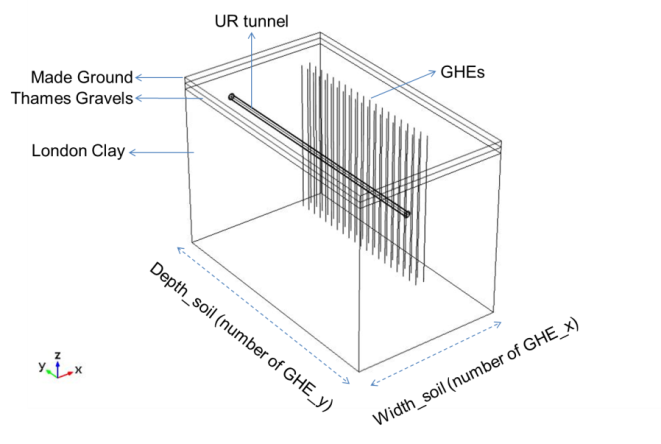 UR tunnel
GHEs
Made Ground
Thames Gravels
London Clay
Depth_soil (number of GHE_y)
Width_soil (number of GHE_x)
z
y
x